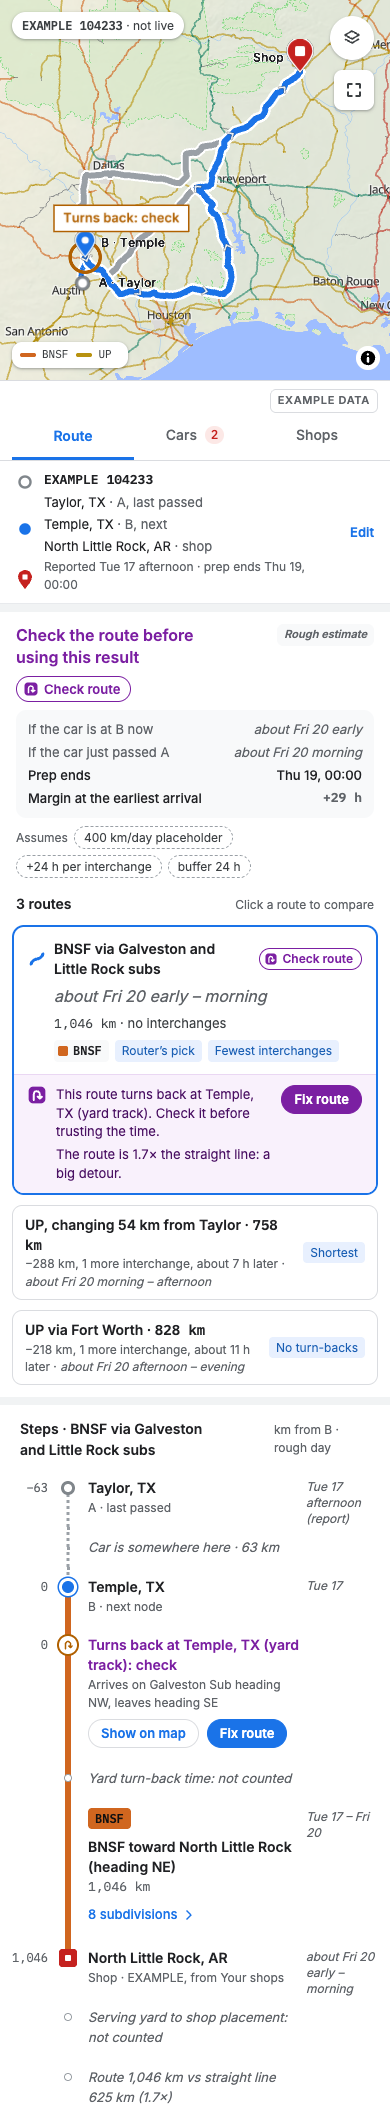 EXAMPLE 104233 · not live
Shop
Dallas
Shreveport
Jack
Turns back: check
B · Temple
A · Taylor
Austin
Baton Rouge
New O
Houston
San Antonio
BNSF UP
EXAMPLE DATA
Route Cars 2 Shops
EXAMPLE 104233
Taylor, TX · A, last passed
Temple, TX · B, next
Edit
North Little Rock, AR · shop
Reported Tue 17 afternoon · prep ends Thu 19,
00:00
Check the route before
using this result
Rough estimate
Check route
If the car is at B now about Fri 20 early
If the car just passed A about Fri 20 morning
Prep ends Thu 19, 00:00
Margin at the earliest arrival +29 h
Assumes 400 km/day placeholder
+24 h per interchange buffer 24 h
3 routes Click a route to compare
BNSF via Galveston and
Little Rock subs
Check route
about Fri 20 early – morning
1,046 km · no interchanges
BNSF Router's pick Fewest interchanges
This route turns back at Temple,
TX (yard track). Check it before
trusting the time.
Fix route
The route is 1.7× the straight line: a
big detour.
UP, changing 54 km from Taylor · 758
km
−288 km, 1 more interchange, about 7 h later ·
about Fri 20 morning – afternoon
Shortest
UP via Fort Worth · 828 km
−218 km, 1 more interchange, about 11 h
later · about Fri 20 afternoon – evening
No turn-backs
Steps · BNSF via Galveston
and Little Rock subs
km from B ·
rough day
−63 Taylor, TX
A · last passed
Tue 17
afternoon
(report)
Car is somewhere here · 63 km
0 Temple, TX Tue 17
B · next node
0 Turns back at Temple, TX (yard
track): check
Arrives on Galveston Sub heading
NW, leaves heading SE
Show on map Fix route
Yard turn-back time: not counted
BNSF
Tue 17 – Fri
20
BNSF toward North Little Rock
(heading NE)
1,046 km
8 subdivisions
1,046 North Little Rock, AR
Shop · EXAMPLE, from Your shops
about Fri 20
early –
morning
Serving yard to shop placement:
not counted
Route 1,046 km vs straight line
625 km (1.7×)